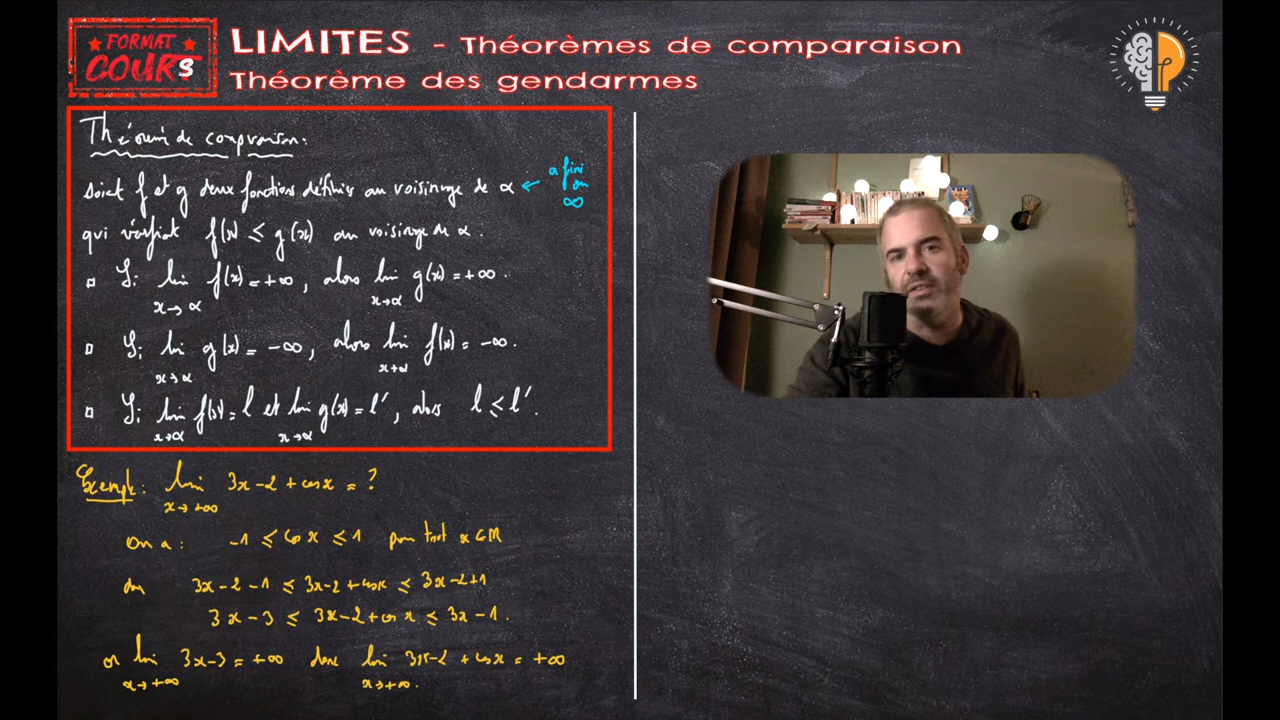 FORMAT
COURS
LIMITES - Théorèmes de comparaison
Théorème des gendarmes
Théorème de comparaison.
Soient f et g deux fonctions définies au voisinage de α ← a fini ou ∞
qui vérifiant f(x) ≤ g(x) au voisinage de α.
▫ Si lim x→α f(x) = +∞, alors lim x→α g(x) = +∞.
▫ Si lim x→α g(x) = -∞, alors lim x→α f(x) = -∞.
▫ Si lim x→α f(x) = l et lim x→α g(x) = l', alors l ≤ l'.
Exemple : lim x→+∞ 3x-2+cos x = ?
On a : -1 ≤ cos x ≤ 1 pour tout x ∈ ℝ
donc 3x-2-1 ≤ 3x-2+cos x ≤ 3x-2+1
3x-3 ≤ 3x-2+cos x ≤ 3x-1.
or lim x→+∞ 3x-3 = +∞ donc lim x→+∞ 3x-2+cos x = +∞